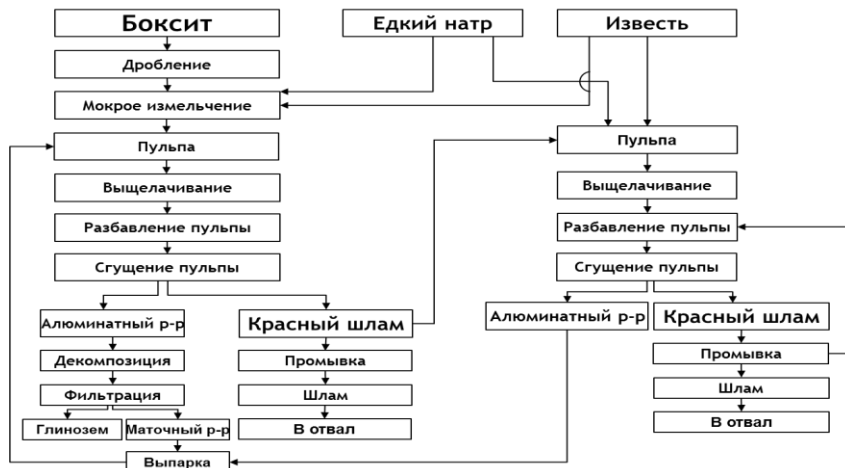 Боксит
Едкий натр
Известь
Дробление
Мокрое измельчение
Пульпа
Пульпа
Выщелачивание
Выщелачивание
Разбавление пульпы
Разбавление пульпы
Сгущение пульпы
Сгущение пульпы
Алюминатный р-р
Красный шлам
Алюминатный р-р
Красный шлам
Декомпозиция
Промывка
Промывка
Фильтрация
Шлам
Шлам
Глинозем
Маточный р-р
В отвал
В отвал
Выпарка